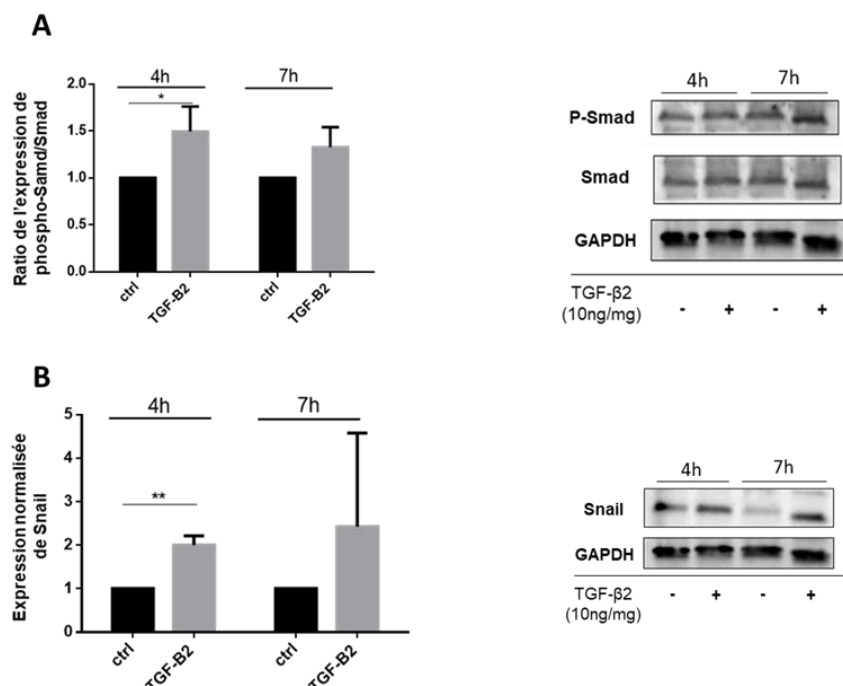 A
4h
7h
*
2.0
1.5
1.0
0.5
0.0
Ratio de l'expression de
phospho-Samd/Smad
ctrl
TGF-B2
ctrl
TGF-B2
4h
7h
P-Smad
Smad
GAPDH
TGF-β2
(10ng/mg)
-
+
-
+
B
4h
7h
**
5
4
3
2
1
0
Expression normalisée
de Snail
ctrl
TGF-B2
ctrl
TGF-B2
4h
7h
Snail
GAPDH
TGF-β2
(10ng/mg)
-
+
-
+